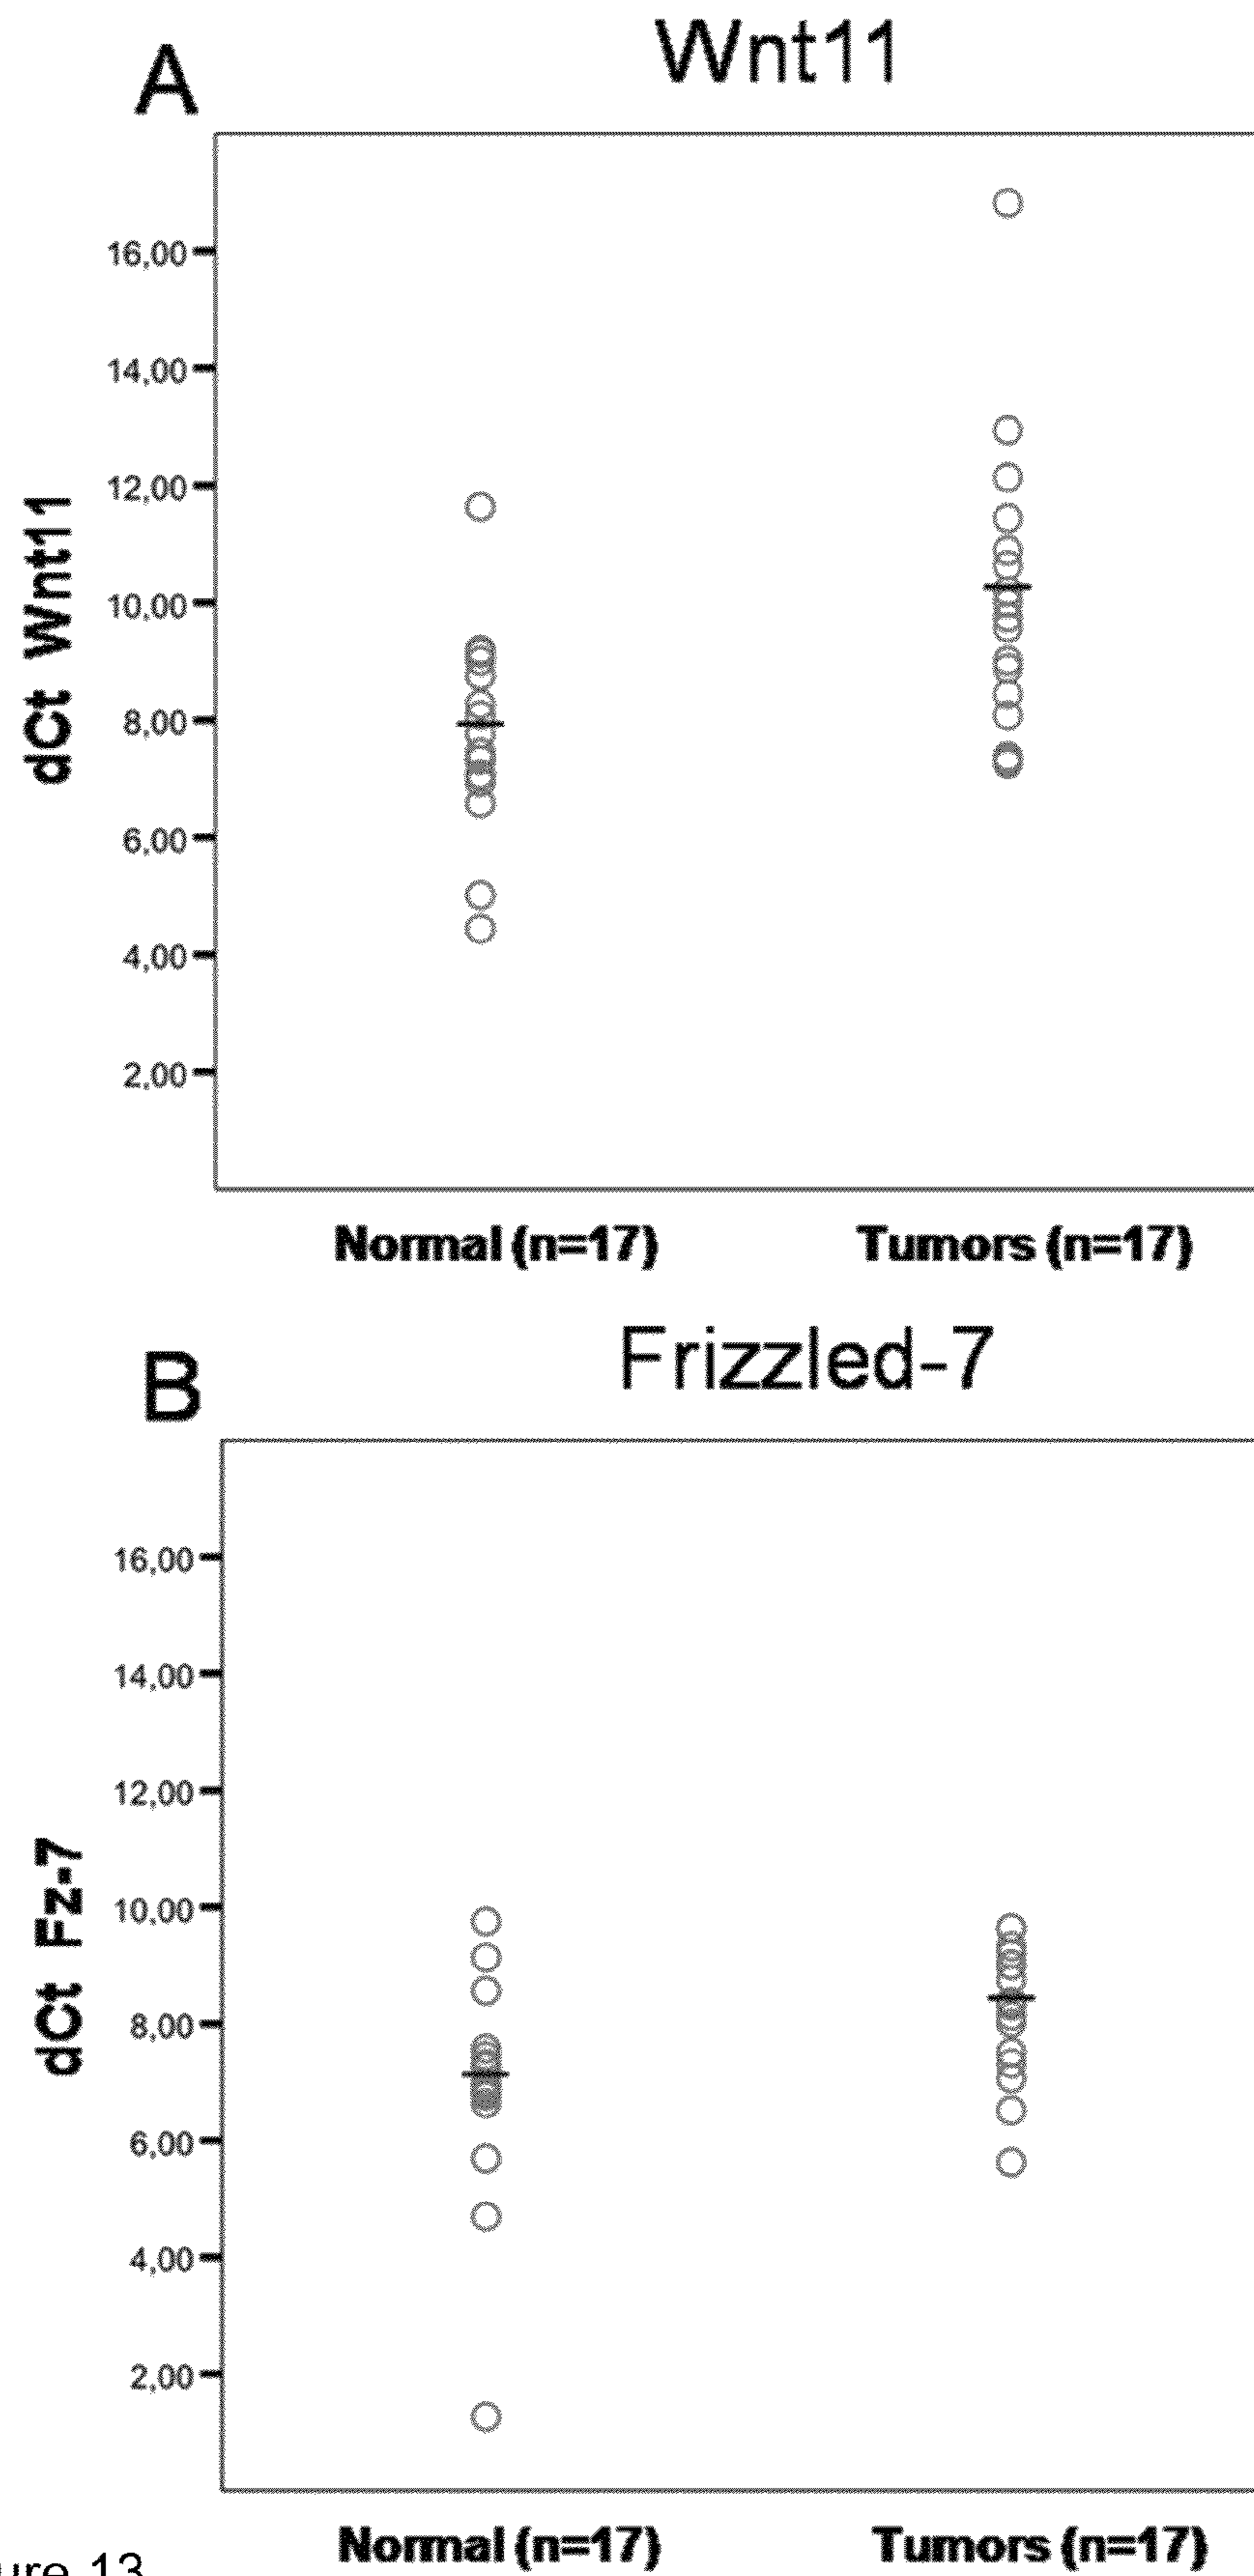 A
Wnt11
16,00
14,00
12,00
10,00
8,00
6,00
4,00
2,00
dCt Wnt11
Normal (n=17) Tumors (n=17)
B
Frizzled-7
16,00
14,00
12,00
10,00
8,00
6,00
4,00
2,00
dCt Fz-7
Normal (n=17) Tumors (n=17)
ure 13